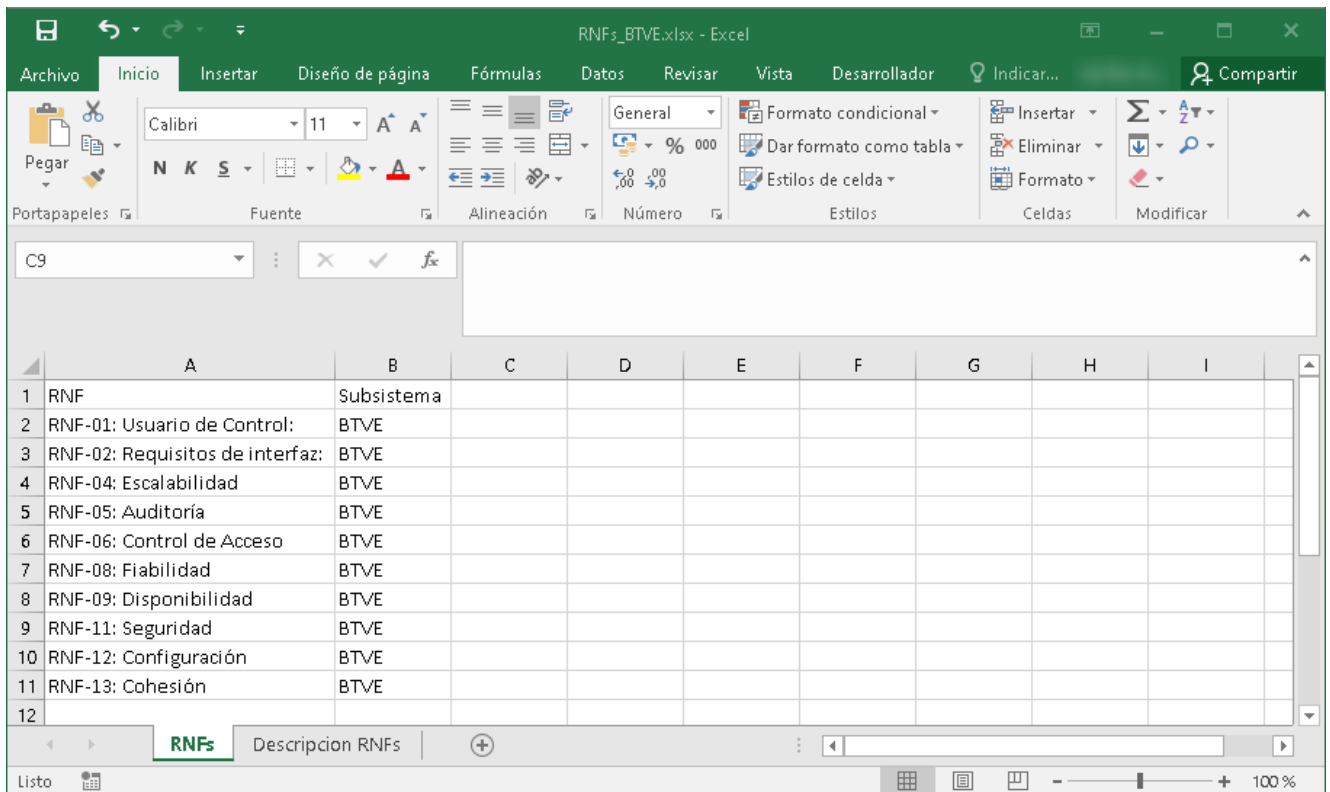 RNFs_BTVE.xlsx - Excel
Archivo Inicio Insertar Diseño de página Fórmulas Datos Revisar Vista Desarrollador Indicar... Compartir
Pegar
Calibri 11 A A
N K S A
General
% 000
Formato condicional
Dar formato como tabla
Estilos de celda
Insertar
Eliminar
Formato
Portapapeles Fuente Alineación Número Estilos Celdas Modificar
C9 fx
A B C D E F G H I
1 RNF Subsistema
2 RNF-01: Usuario de Control: BTVE
3 RNF-02: Requisitos de interfaz: BTVE
4 RNF-04: Escalabilidad BTVE
5 RNF-05: Auditoría BTVE
6 RNF-06: Control de Acceso BTVE
7 RNF-08: Fiabilidad BTVE
8 RNF-09: Disponibilidad BTVE
9 RNF-11: Seguridad BTVE
10 RNF-12: Configuración BTVE
11 RNF-13: Cohesión BTVE
12
RNFs Descripcion RNFs
Listo 100 %